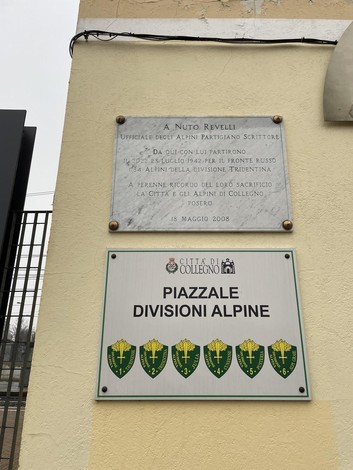 A NUTO REVELLI
UFFICIALE DEGLI ALPINI PARTIGIANO SCRITTORE
DA QUI CON LUI PARTIRONO
23 LUGLIO 1942 PER IL FRONTE RUSSO
ALPINI DELLA DIVISIONE TRIDENTINA
A PERENNE RICORDO DEL LORO SACRIFICIO
LA CITTÀ E GLI ALPINI DI COLLEGNO
POSERO
18 MAGGIO 2008
CITTÀ DI
COLLEGNO
PIAZZALE
DIVISIONI ALPINE
1 2 3 4 5 6